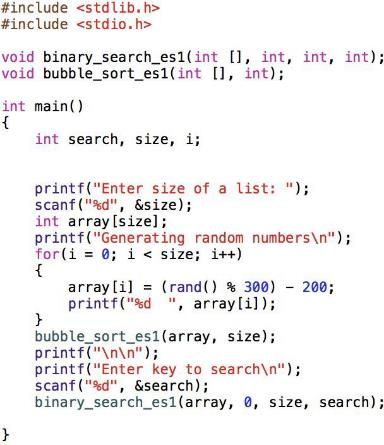 #include <stdlib.h>
#include <stdio.h>
void binary_search_es1(int [], int, int, int);
void bubble_sort_es1(int [], int);
int main()
{
int search, size, i;
printf("Enter size of a list: ");
scanf("%d", &size);
int array[size];
printf("Generating random numbers\n");
for(i = 0; i < size; i++)
{
array[i] = (rand() % 300) - 200;
printf("%d  ", array[i]);
}
bubble_sort_es1(array, size);
printf("\n\n");
printf("Enter key to search\n");
scanf("%d", &search);
binary_search_es1(array, 0, size, search);
}